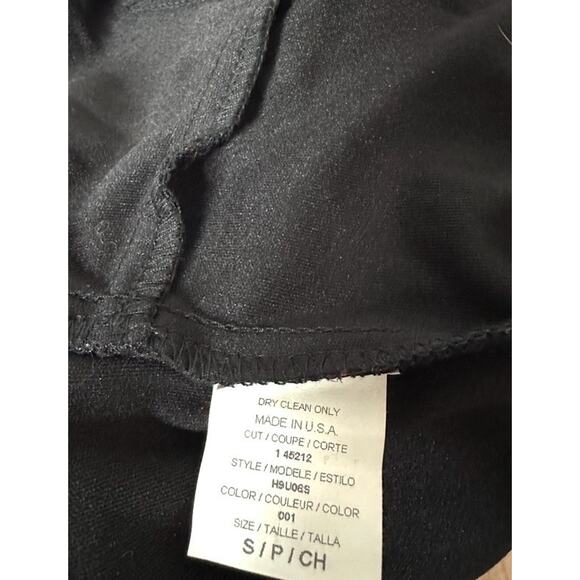 DRY CLEAN ONLY
MADE IN U.S.A.
CUT / COUPE / CORTE
1 45212
STYLE / MODELE / ESTILO
H9U06S
COLOR / COULEUR / COLOR
001
SIZE / TAILLE / TALLA
S / P / CH